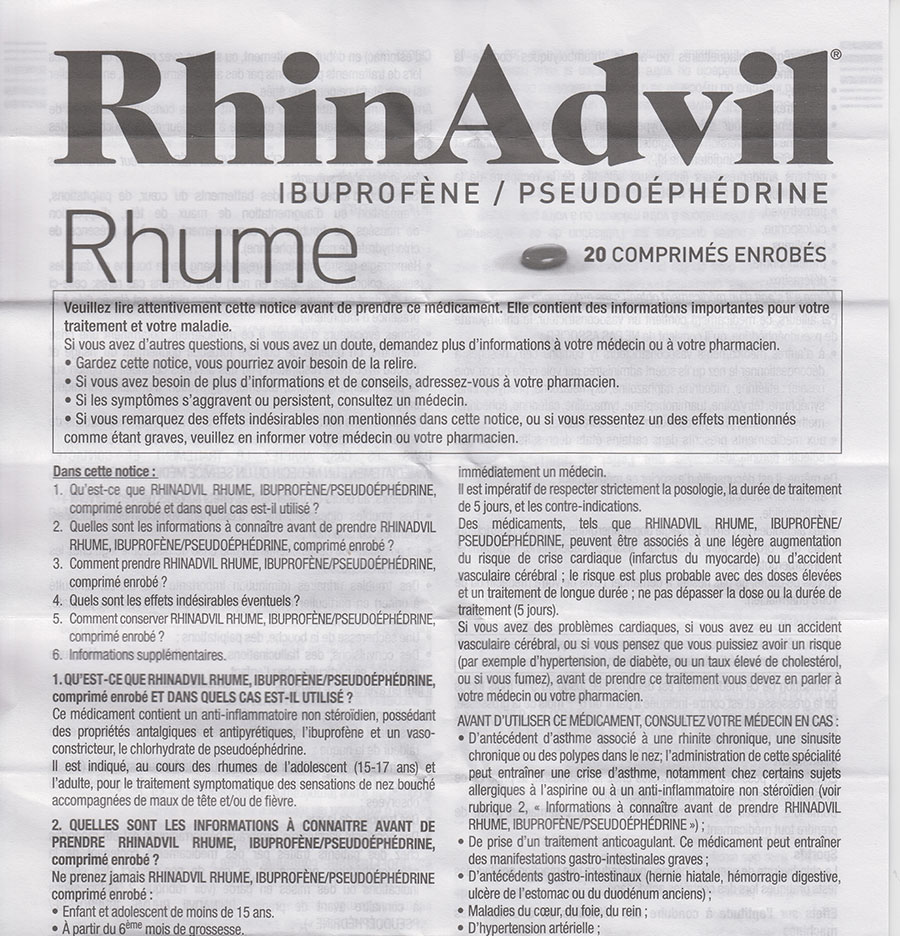 RhinAdvil®
IBUPROFÈNE / PSEUDOÉPHÉDRINE
Rhume
20 COMPRIMÉS ENROBÉS
Veuillez lire attentivement cette notice avant de prendre ce médicament. Elle contient des informations importantes pour votre
traitement et votre maladie.
Si vous avez d'autres questions, si vous avez un doute, demandez plus d'informations à votre médecin ou à votre pharmacien.
• Gardez cette notice, vous pourriez avoir besoin de la relire.
• Si vous avez besoin de plus d'informations et de conseils, adressez-vous à votre pharmacien.
• Si les symptômes s'aggravent ou persistent, consultez un médecin.
• Si vous remarquez des effets indésirables non mentionnés dans cette notice, ou si vous ressentez un des effets mentionnés
comme étant graves, veuillez en informer votre médecin ou votre pharmacien.
Dans cette notice :
1. Qu'est-ce que RHINADVIL RHUME, IBUPROFÈNE/PSEUDOÉPHÉDRINE,
comprimé enrobé et dans quel cas est-il utilisé ?
2. Quelles sont les informations à connaître avant de prendre RHINADVIL
RHUME, IBUPROFÈNE/PSEUDOÉPHÉDRINE, comprimé enrobé ?
3. Comment prendre RHINADVIL RHUME, IBUPROFÈNE/PSEUDOÉPHÉDRINE,
comprimé enrobé ?
4. Quels sont les effets indésirables éventuels ?
5. Comment conserver RHINADVIL RHUME, IBUPROFÈNE/PSEUDOÉPHÉDRINE,
comprimé enrobé ?
6. Informations supplémentaires.
1. QU'EST-CE QUE RHINADVIL RHUME, IBUPROFÈNE/PSEUDOÉPHÉDRINE,
comprimé enrobé ET DANS QUELS CAS EST-IL UTILISÉ ?
Ce médicament contient un anti-inflammatoire non stéroïdien, possédant
des propriétés antalgiques et antipyrétiques, l'ibuprofène et un vaso-
constricteur, le chlorhydrate de pseudoéphédrine.
Il est indiqué, au cours des rhumes de l'adolescent (15-17 ans) et
l'adulte, pour le traitement symptomatique des sensations de nez bouché
accompagnées de maux de tête et/ou de fièvre.
2. QUELLES SONT LES INFORMATIONS À CONNAITRE AVANT DE
PRENDRE RHINADVIL RHUME, IBUPROFÈNE/PSEUDOÉPHÉDRINE,
comprimé enrobé ?
Ne prenez jamais RHINADVIL RHUME, IBUPROFÈNE/PSEUDOÉPHÉDRINE
comprimé enrobé :
• Enfant et adolescent de moins de 15 ans.
• À partir du 6ème mois de grossesse.
immédiatement un médecin.
Il est impératif de respecter strictement la posologie, la durée de traitement
de 5 jours, et les contre-indications.
Des médicaments, tels que RHINADVIL RHUME, IBUPROFÈNE/
PSEUDOÉPHÉDRINE, peuvent être associés à une légère augmentation
du risque de crise cardiaque (infarctus du myocarde) ou d'accident
vasculaire cérébral ; le risque est plus probable avec des doses élevées
et un traitement de longue durée ; ne pas dépasser la dose ou la durée de
traitement (5 jours).
Si vous avez des problèmes cardiaques, si vous avez eu un accident
vasculaire cérébral, ou si vous pensez que vous puissiez avoir un risque
(par exemple d'hypertension, de diabète, ou un taux élevé de cholestérol,
ou si vous fumez), avant de prendre ce traitement vous devez en parler à
votre médecin ou votre pharmacien.
AVANT D'UTILISER CE MÉDICAMENT, CONSULTEZ VOTRE MÉDECIN EN CAS :
• D'antécédent d'asthme associé à une rhinite chronique, une sinusite
chronique ou des polypes dans le nez; l'administration de cette spécialité
peut entraîner une crise d'asthme, notamment chez certains sujets
allergiques à l'aspirine ou à un anti-inflammatoire non stéroïdien (voir
rubrique 2, « Informations à connaître avant de prendre RHINADVIL
RHUME, IBUPROFÈNE/PSEUDOÉPHÉDRINE ») ;
• De prise d'un traitement anticoagulant. Ce médicament peut entraîner
des manifestations gastro-intestinales graves ;
• D'antécédents gastro-intestinaux (hernie hiatale, hémorragie digestive,
ulcère de l'estomac ou du duodénum anciens) ;
• Maladies du cœur, du foie, du rein ;
• D'hypertension artérielle ;